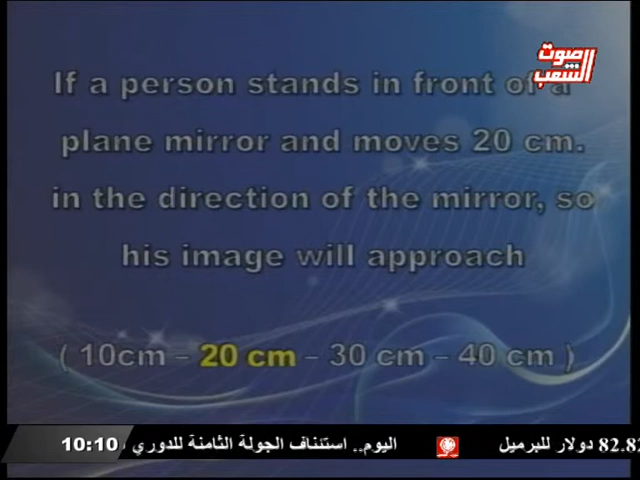 صوت
الشعب
If a person stands in front of a
plane mirror and moves 20 cm.
in the direction of the mirror, so
his image will approach
( 10cm – 20 cm – 30 cm – 40 cm )
10:10 اليوم.. استئناف الجولة الثامنة للدوري 82.82 دولار للبرميل